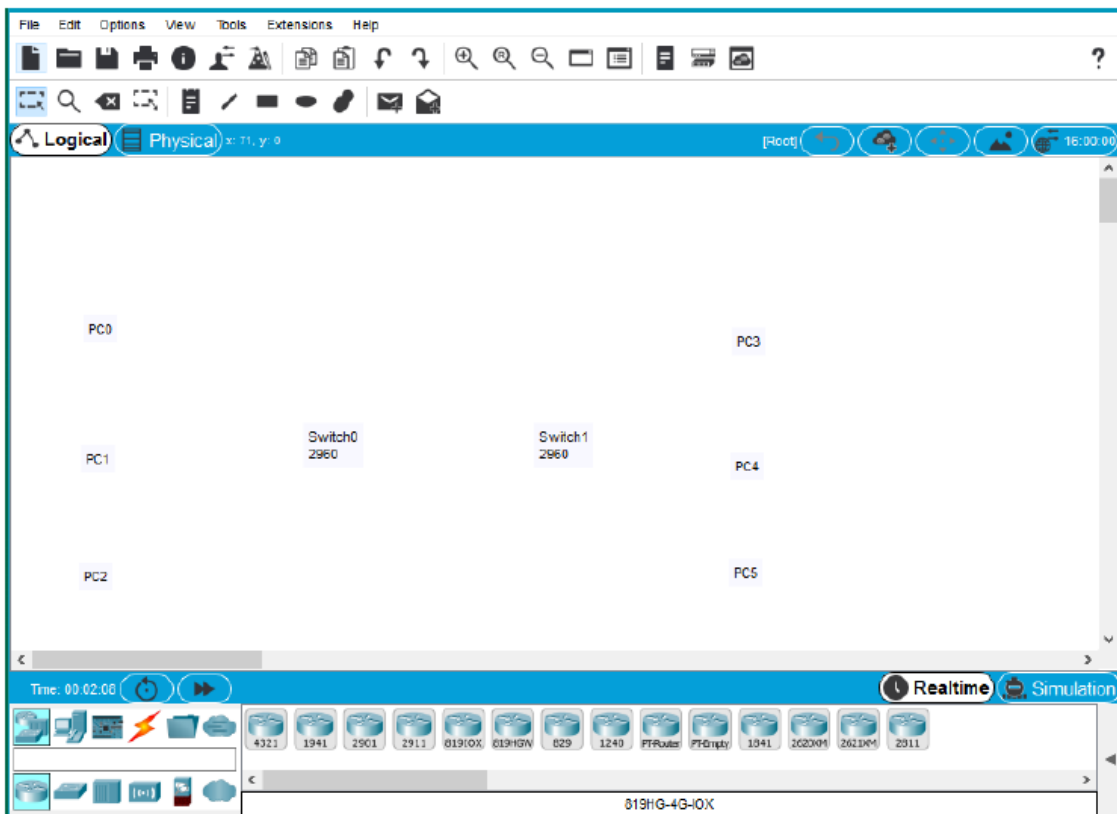 File Edit Options View Tools Extensions Help
?
Logical Physical x: 71, y: 0 [Root] 16:00:00
PC0
PC3
Switch0
2960
Switch1
2960
PC1
PC4
PC2
PC5
Time: 00:02:08 Realtime Simulation
4321 1941 2901 2911 819IOX 819HGW 829 1240 PT-Router PT-Empty 1841 2620XM 2621XM 2811
819HG-4G-IOX